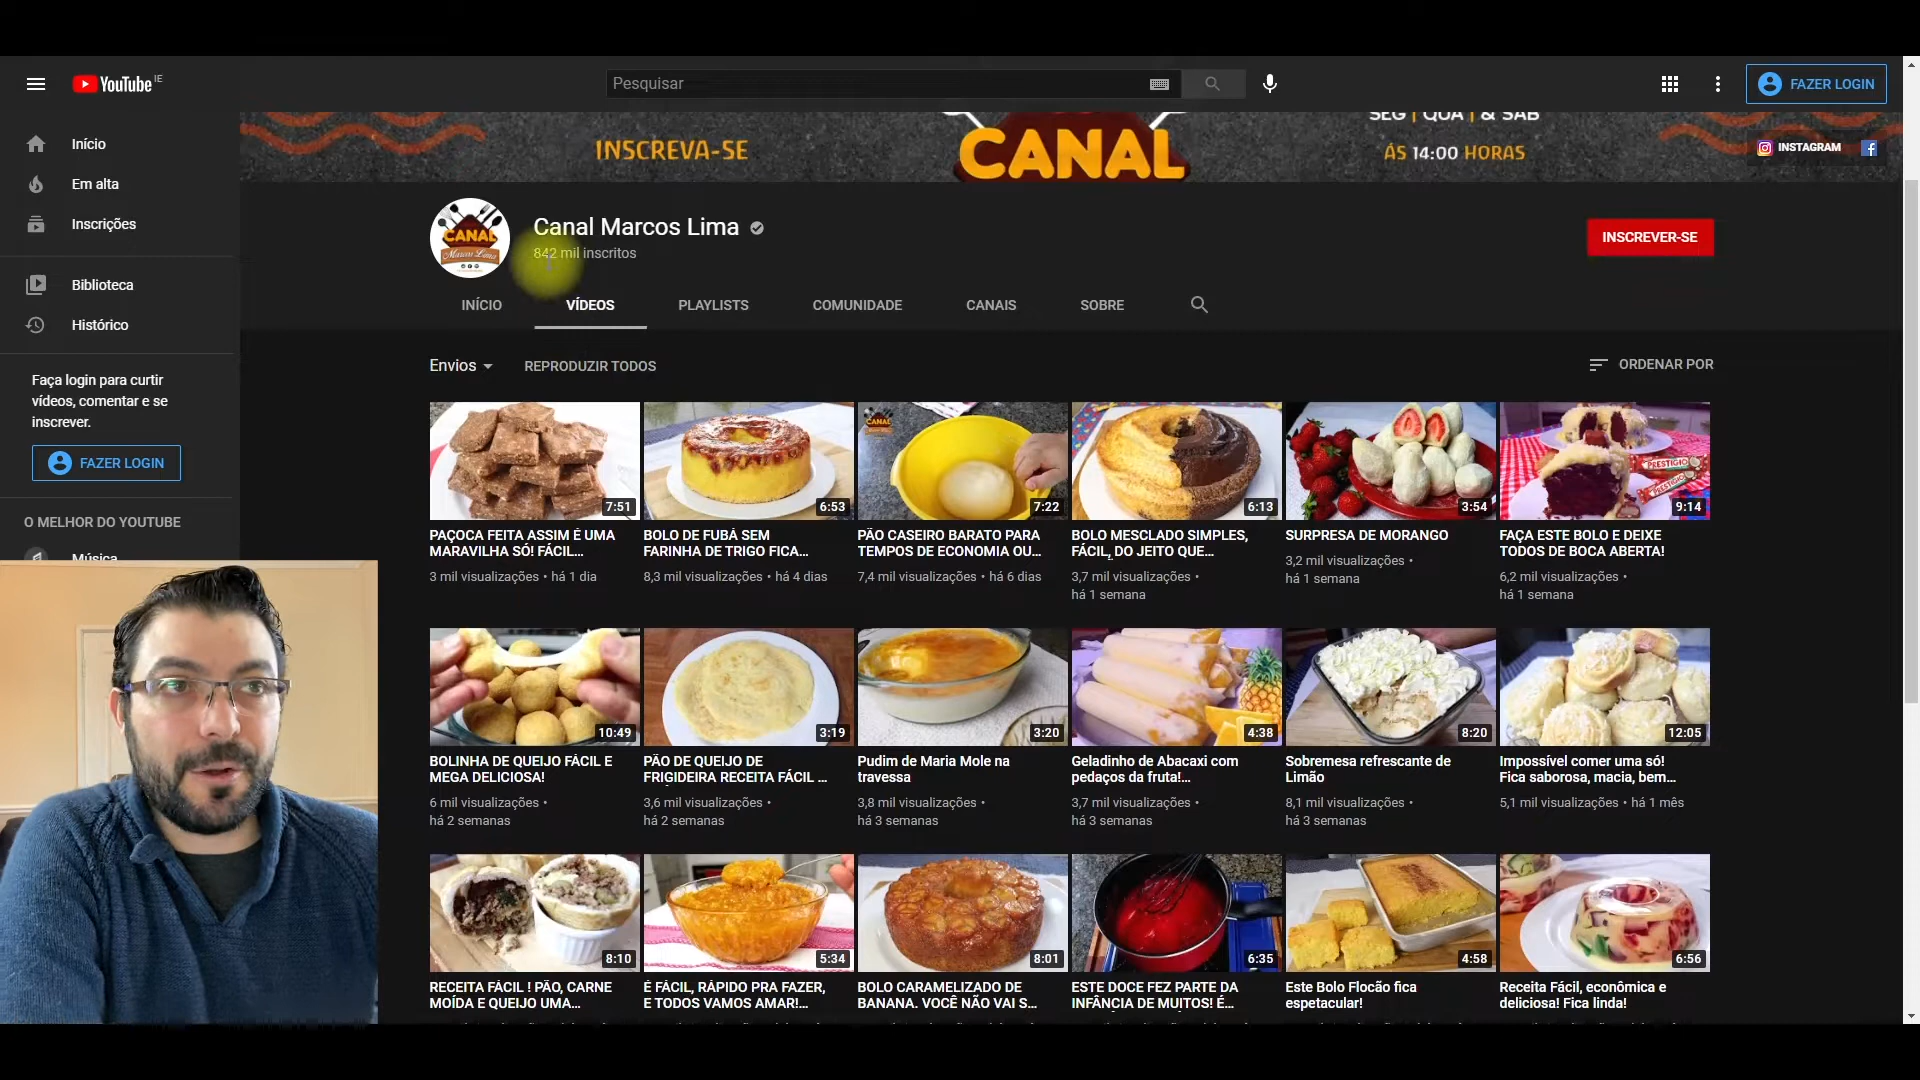 YouTube IE
Pesquisar
FAZER LOGIN
Início
Em alta
Inscrições
Biblioteca
Histórico
Faça login para curtir
vídeos, comentar e se
inscrever.
FAZER LOGIN
O MELHOR DO YOUTUBE
Música
INSCREVA-SE
CANAL
SEG | QUA | & SAB
ÁS 14:00 HORAS
INSTAGRAM
CANAL
Marcos Lima
Canal Marcos Lima
842 mil inscritos
INSCREVER-SE
INÍCIO
VÍDEOS
PLAYLISTS
COMUNIDADE
CANAIS
SOBRE
Envios
REPRODUZIR TODOS
ORDENAR POR
7:51
6:53
CANAL
7:22
6:13
3:54
PRESTIGIO
9:14
PAÇOCA FEITA ASSIM É UMA
MARAVILHA SÓ! FÁCIL...
3 mil visualizações • há 1 dia
BOLO DE FUBÁ SEM
FARINHA DE TRIGO FICA...
8,3 mil visualizações • há 4 dias
PÃO CASEIRO BARATO PARA
TEMPOS DE ECONOMIA OU...
7,4 mil visualizações • há 6 dias
BOLO MESCLADO SIMPLES,
FÁCIL, DO JEITO QUE...
3,7 mil visualizações •
há 1 semana
SURPRESA DE MORANGO
3,2 mil visualizações •
há 1 semana
FAÇA ESTE BOLO E DEIXE
TODOS DE BOCA ABERTA!
6,2 mil visualizações •
há 1 semana
10:49
3:19
3:20
4:38
8:20
12:05
BOLINHA DE QUEIJO FÁCIL E
MEGA DELICIOSA!
6 mil visualizações •
há 2 semanas
PÃO DE QUEIJO DE
FRIGIDEIRA RECEITA FÁCIL ...
3,6 mil visualizações •
há 2 semanas
Pudim de Maria Mole na
travessa
3,8 mil visualizações •
há 3 semanas
Geladinho de Abacaxi com
pedaços da fruta!...
3,7 mil visualizações •
há 3 semanas
Sobremesa refrescante de
Limão
8,1 mil visualizações •
há 3 semanas
Impossível comer uma só!
Fica saborosa, macia, bem...
5,1 mil visualizações • há 1 mês
8:10
5:34
8:01
6:35
4:58
6:56
RECEITA FÁCIL ! PÃO, CARNE
MOÍDA E QUEIJO UMA...
É FÁCIL, RÁPIDO PRA FAZER,
E TODOS VAMOS AMAR!...
BOLO CARAMELIZADO DE
BANANA. VOCÊ NÃO VAI S...
ESTE DOCE FEZ PARTE DA
INFÂNCIA DE MUITOS! É...
Este Bolo Flocão fica
espetacular!
Receita Fácil, econômica e
deliciosa! Fica linda!